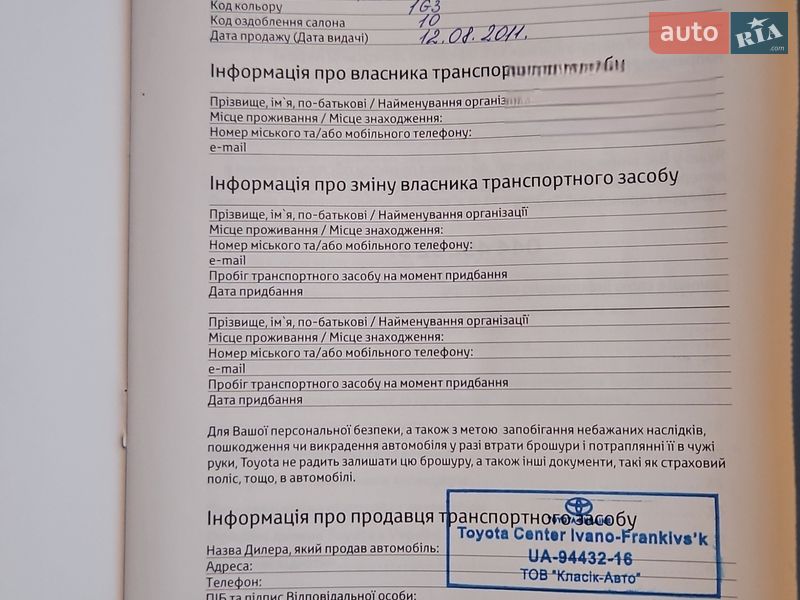 Код кольору 1G3
Код оздоблення салона 10
Дата продажу (Дата видачі) 12.08.2011.
auto RIA .com
Інформація про власника
Прізвище, ім`я, по-батькові / Найменування
Місце проживання / Місце знаходження:
Номер міського та/або мобільного телефону:
e-mail
Інформація про зміну власника транспортного засобу
Прізвище, ім`я, по-батькові / Найменування організації
Місце проживання / Місце знаходження:
Номер міського та/або мобільного телефону:
e-mail
Пробіг транспортного засобу на момент придбання
Дата придбання
Прізвище, ім`я, по-батькові / Найменування організації
Місце проживання / Місце знаходження:
Номер міського та/або мобільного телефону:
e-mail
Пробіг транспортного засобу на момент придбання
Дата придбання
Для Вашої персональної безпеки, а також з метою запобігання небажаних наслідків,
пошкодження чи викрадення автомобіля у разі втрати брошури і потраплянні її в чужі
руки, Toyota не радить залишати цю брошуру, а також інші документи, такі як страховий
поліс, тощо, в автомобілі.
Інформація про продавця транспортного засобу
Toyota Center Ivano-Frankivs'k
Назва Дилера, який продав автомобіль:
UA-94432-16
Адреса:
ТОВ "Класік-Авто"
Телефон:
ПІБ та підпис Відповідальної особи: